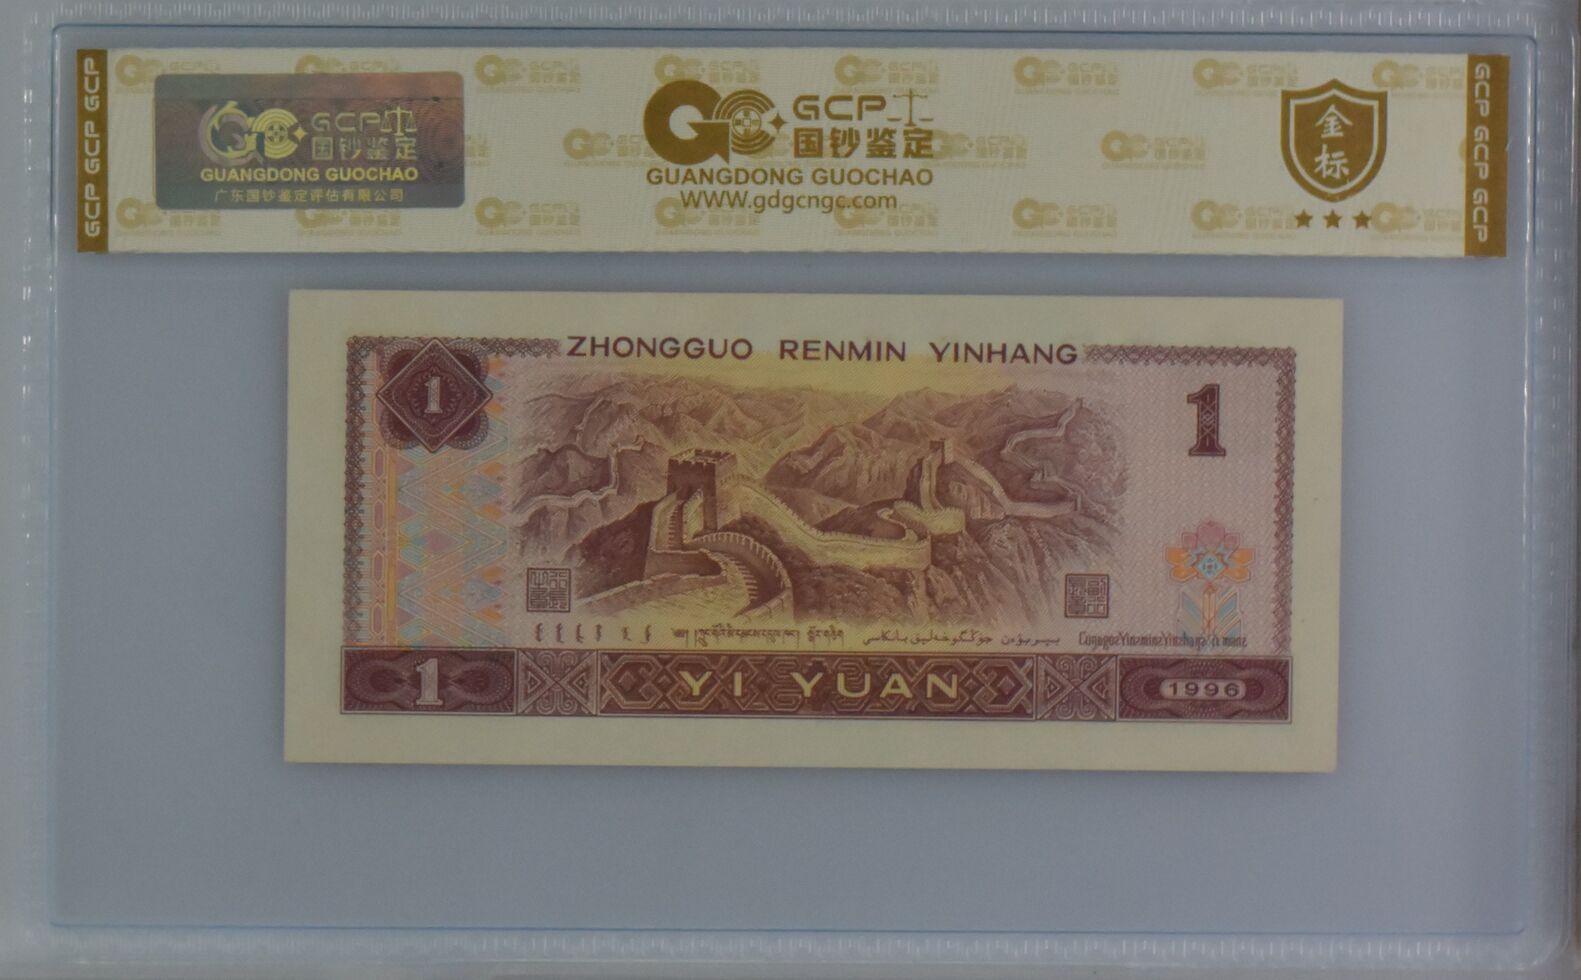 GCP GCP GCP
GCP 国钞鉴定
GUANGDONG GUOCHAO
广东国钞鉴定评估有限公司
GCP
国钞鉴定
GUANGDONG GUOCHAO
WWW.gdgcngc.com
金标
GCP GCP GCP
ZHONGGUO RENMIN YINHANG
1
1
1
YI YUAN
1996